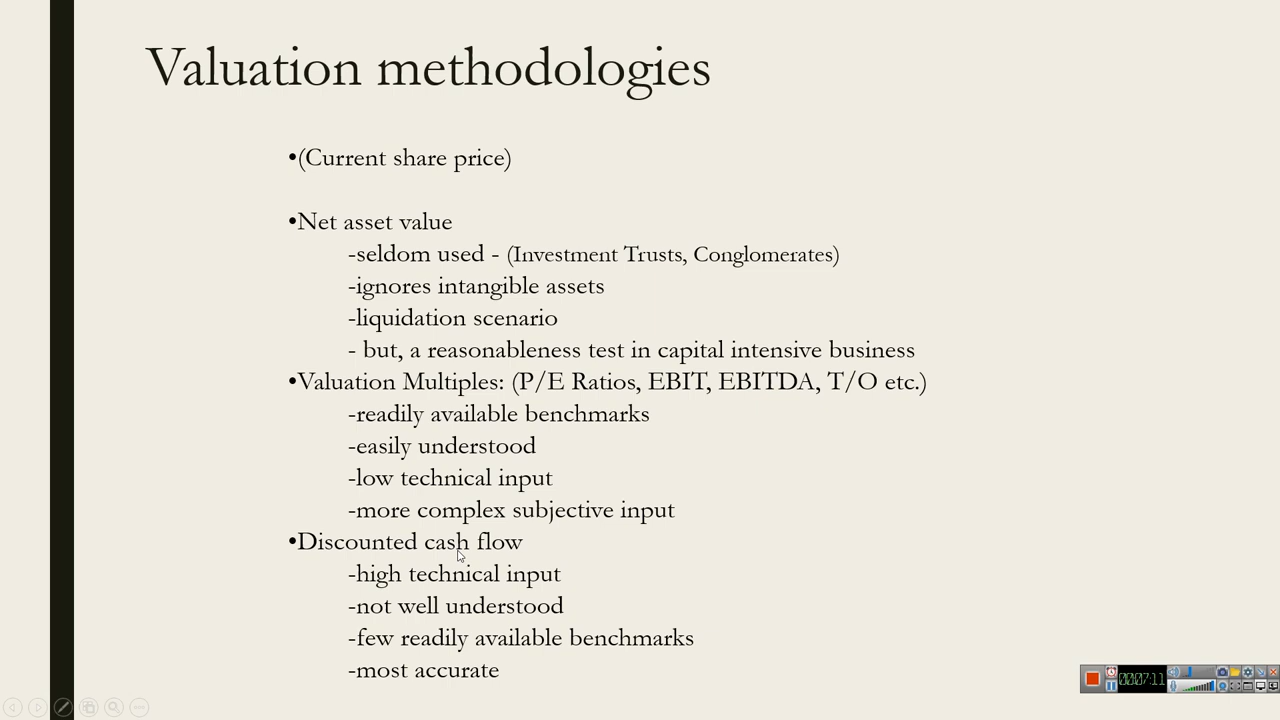 Valuation methodologies
•(Current share price)
•Net asset value
-seldom used - (Investment Trusts, Conglomerates)
-ignores intangible assets
-liquidation scenario
- but, a reasonableness test in capital intensive business
•Valuation Multiples: (P/E Ratios, EBIT, EBITDA, T/O etc.)
-readily available benchmarks
-easily understood
-low technical input
-more complex subjective input
•Discounted cash flow
-high technical input
-not well understood
-few readily available benchmarks
-most accurate